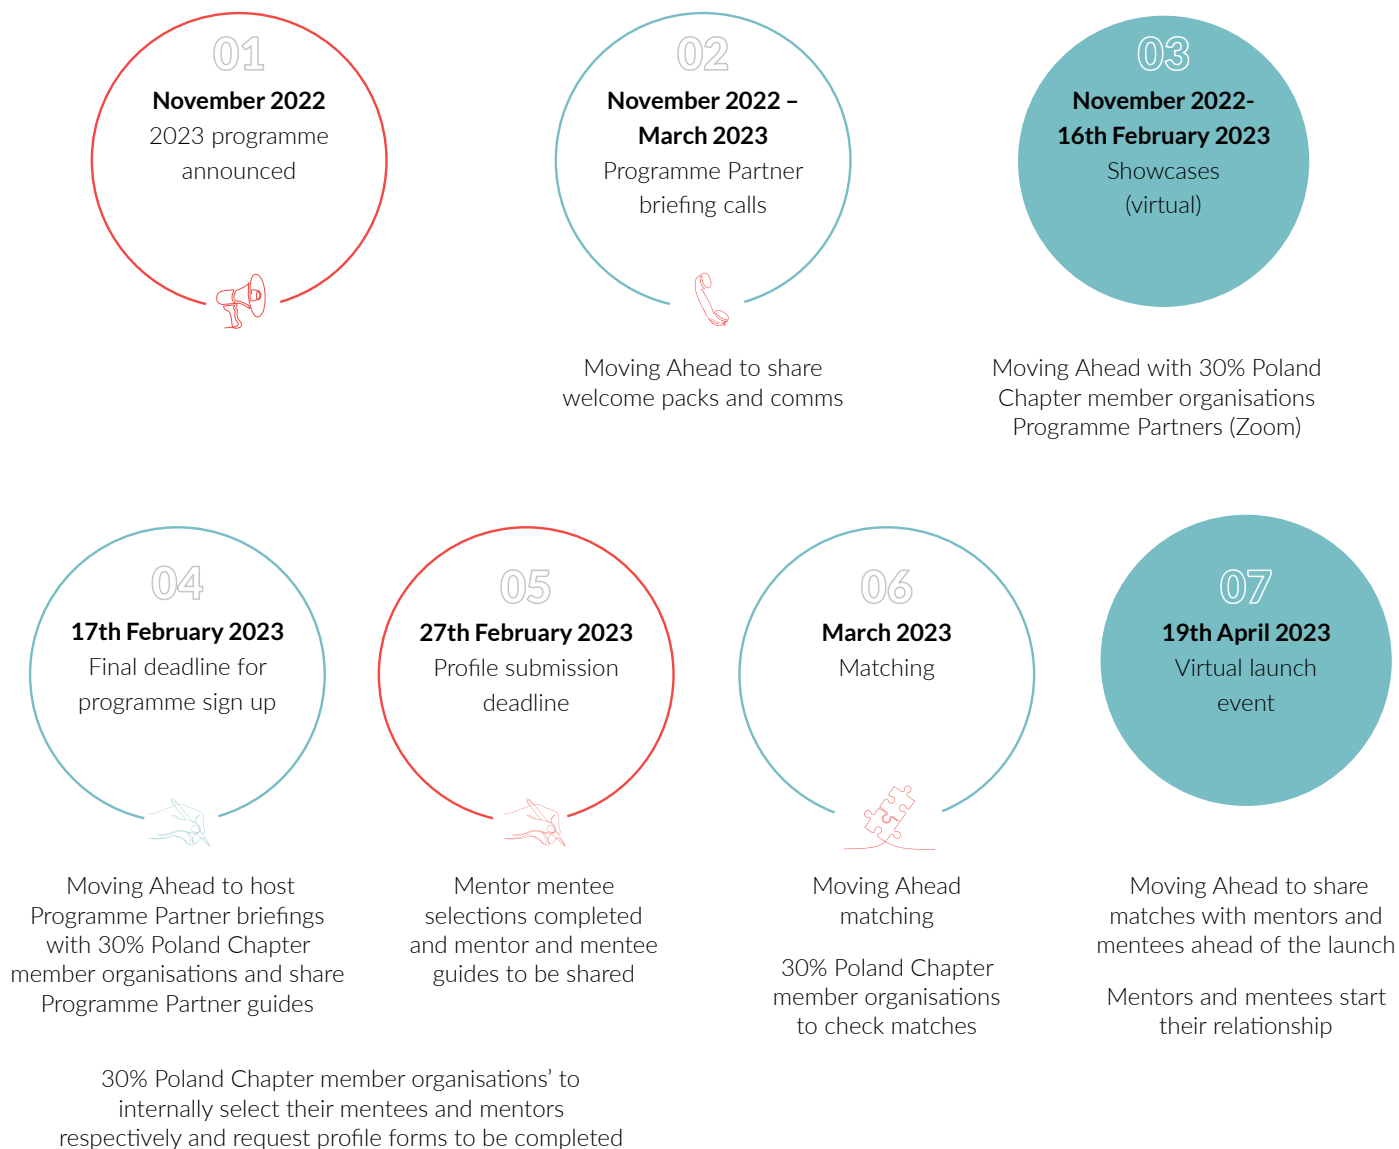 01
November 2022
2023 programme
announced
02
November 2022 –
March 2023
Programme Partner
briefing calls
Moving Ahead to share
welcome packs and comms
03
November 2022-
16th February 2023
Showcases
(virtual)
Moving Ahead with 30% Poland
Chapter member organisations
Programme Partners (Zoom)
04
17th February 2023
Final deadline for
programme sign up
Moving Ahead to host
Programme Partner briefings
with 30% Poland Chapter
member organisations and share
Programme Partner guides
05
27th February 2023
Profile submission
deadline
Mentor mentee
selections completed
and mentor and mentee
guides to be shared
30% Poland Chapter member organisations’ to
internally select their mentees and mentors
respectively and request profile forms to be completed
06
March 2023
Matching
Moving Ahead
matching
30% Poland Chapter
member organisations
to check matches
07
19th April 2023
Virtual launch
event
Moving Ahead to share
matches with mentors and
mentees ahead of the launch
Mentors and mentees start
their relationship